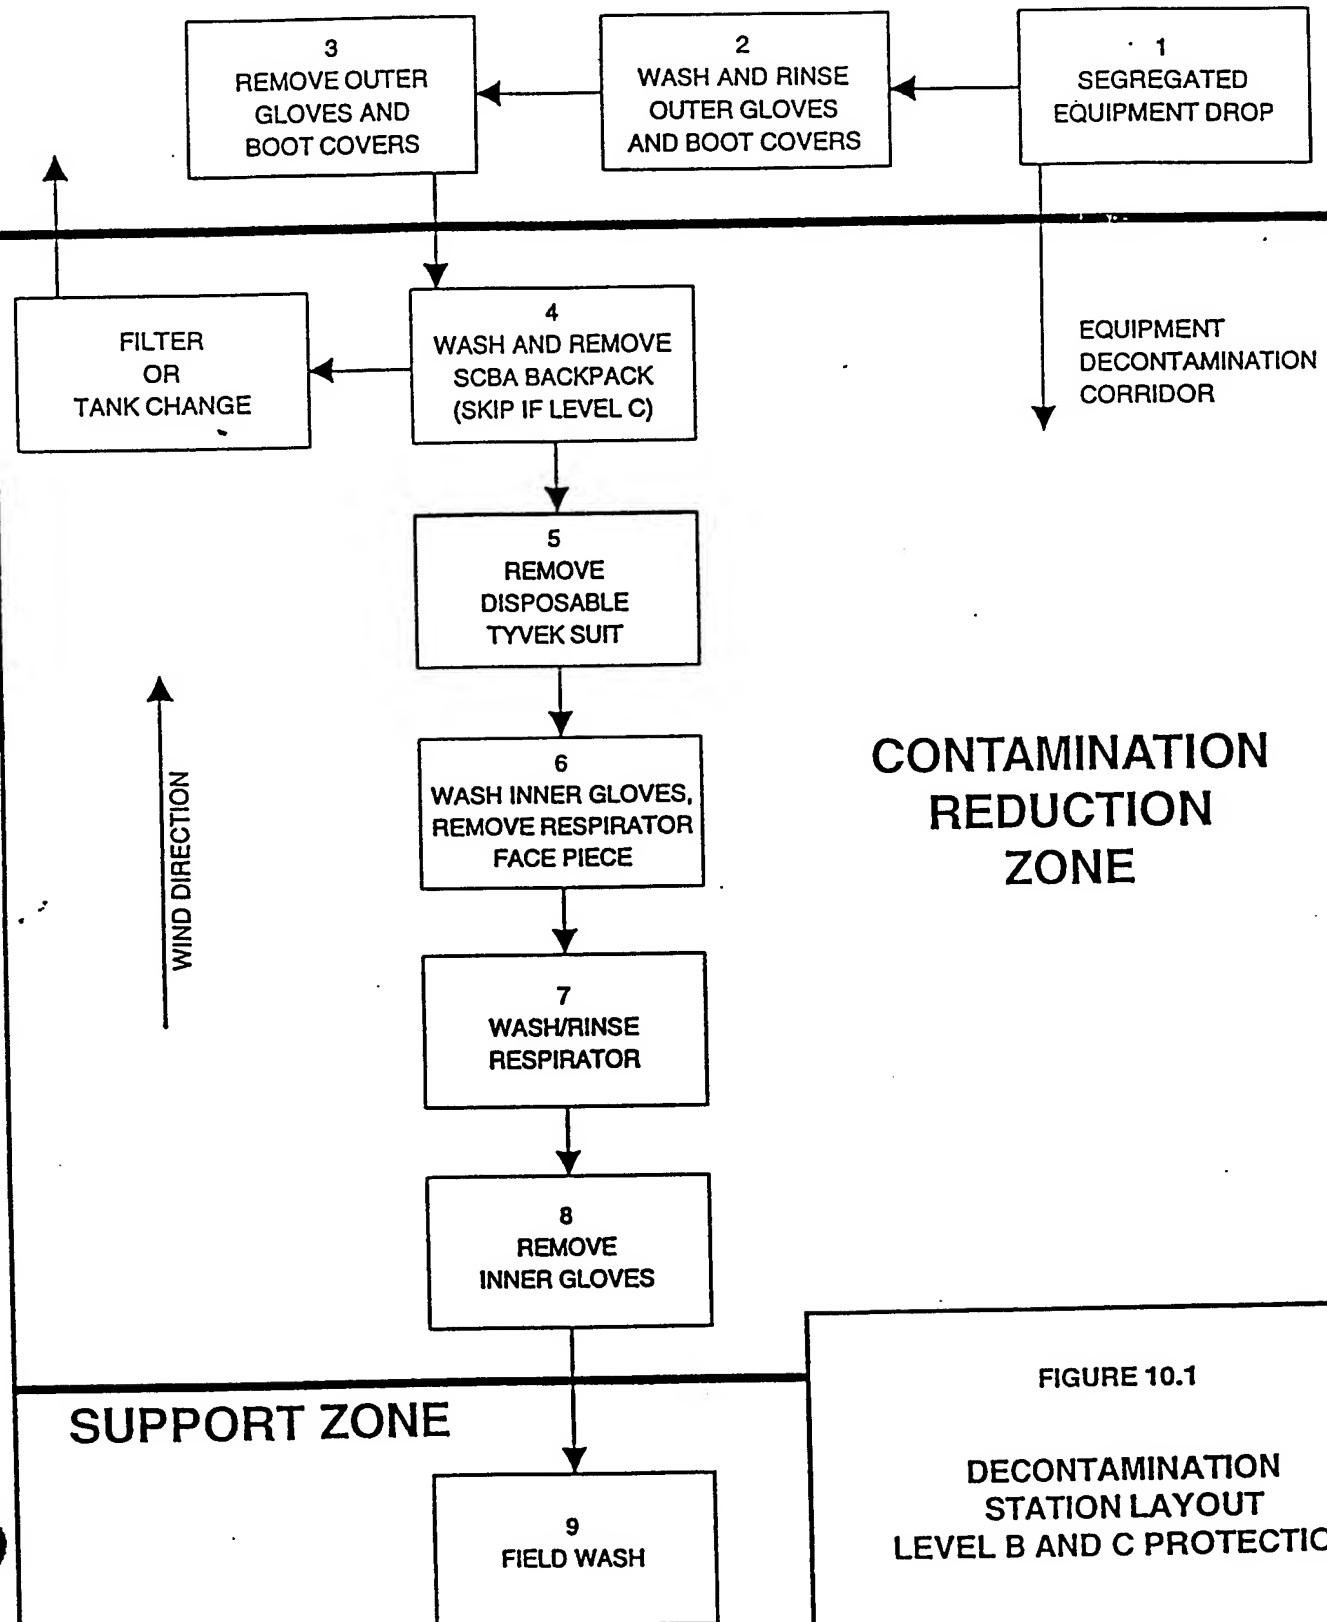 1
SEGREGATED
EQUIPMENT DROP
2
WASH AND RINSE
OUTER GLOVES
AND BOOT COVERS
3
REMOVE OUTER
GLOVES AND
BOOT COVERS
4
WASH AND REMOVE
SCBA BACKPACK
(SKIP IF LEVEL C)
FILTER
OR
TANK CHANGE
EQUIPMENT
DECONTAMINATION
CORRIDOR
5
REMOVE
DISPOSABLE
TYVEK SUIT
WIND DIRECTION
CONTAMINATION
REDUCTION
ZONE
6
WASH INNER GLOVES,
REMOVE RESPIRATOR
FACE PIECE
7
WASH/RINSE
RESPIRATOR
8
REMOVE
INNER GLOVES
SUPPORT ZONE
9
FIELD WASH
FIGURE 10.1
DECONTAMINATION
STATION LAYOUT
LEVEL B AND C PROTECTIO